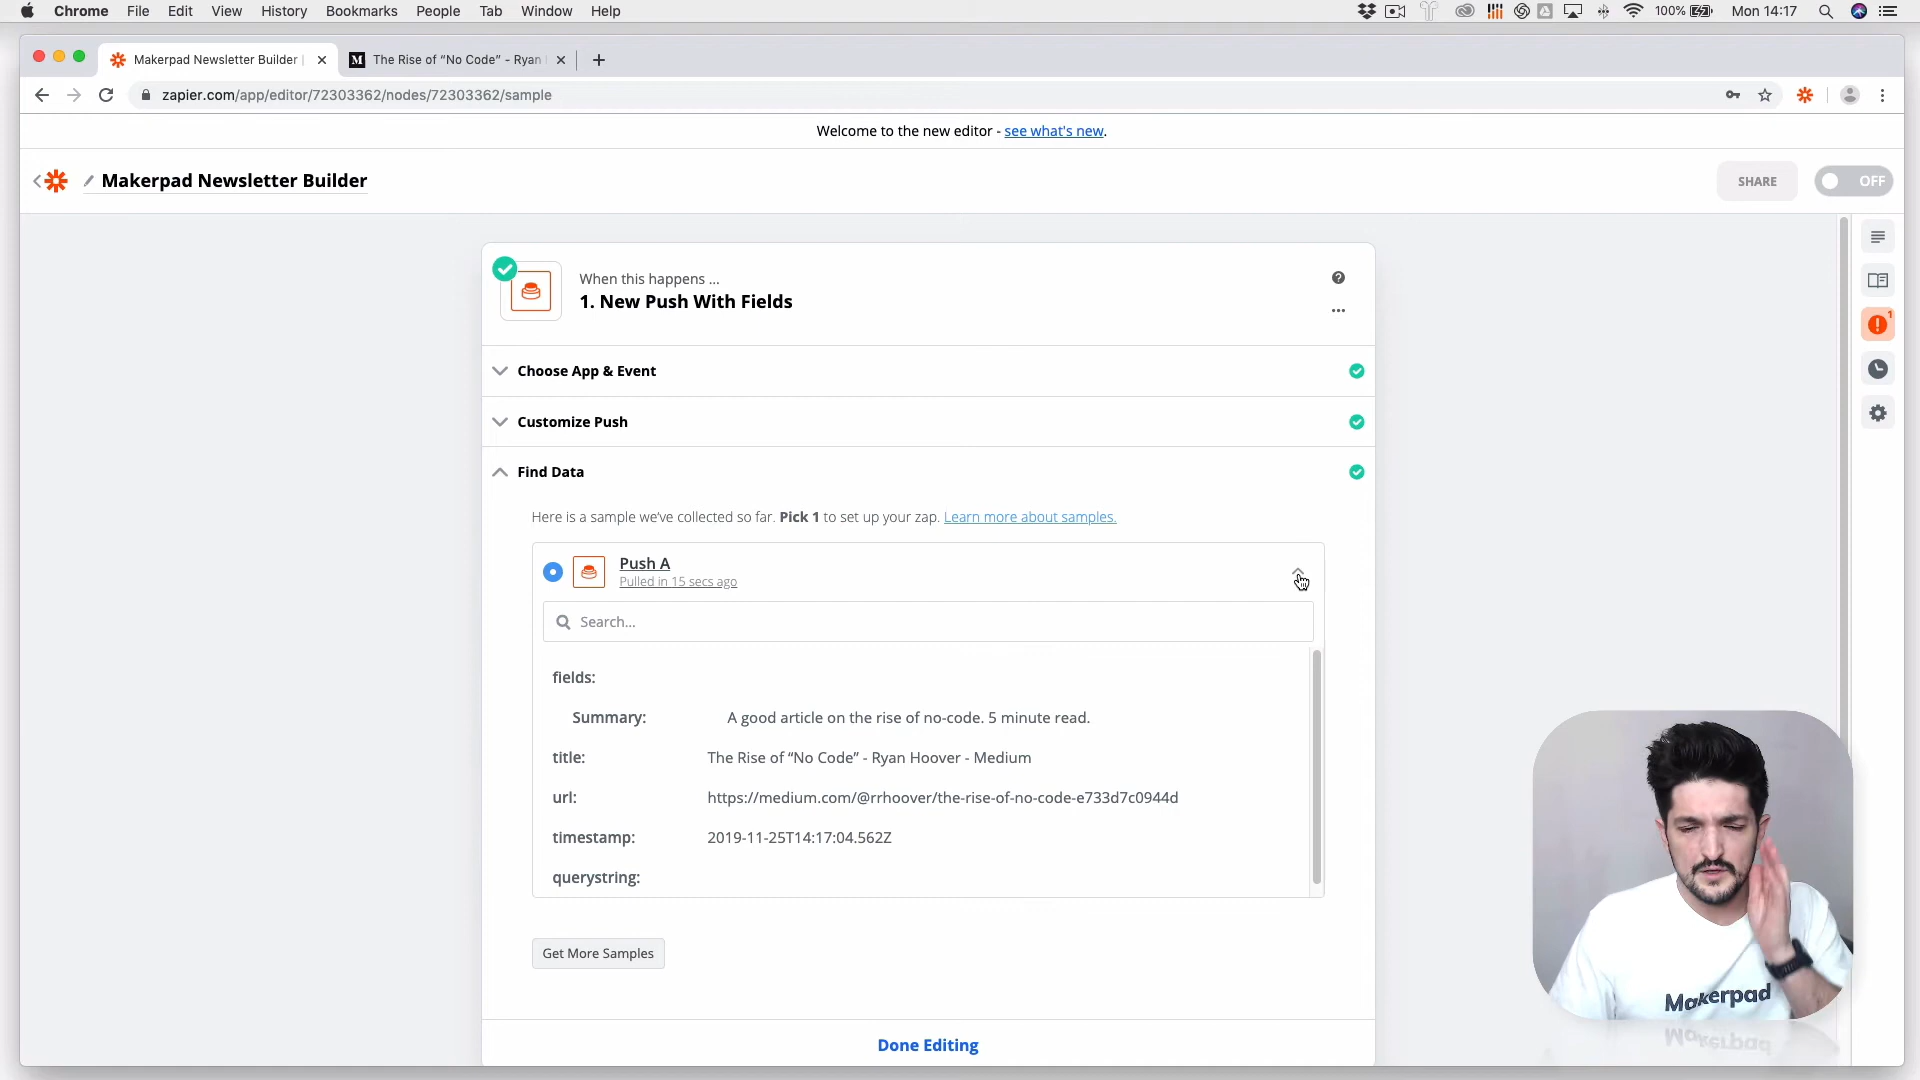 Chrome File Edit View History Bookmarks People Tab Window Help 100% Mon 14:17
Makerpad Newsletter Builder | The Rise of “No Code” - Ryan
zapier.com/app/editor/72303362/nodes/72303362/sample
Welcome to the new editor - see what's new.
Makerpad Newsletter Builder
SHARE
OFF
When this happens ...
1. New Push With Fields
1
Choose App & Event
Customize Push
Find Data
Here is a sample we've collected so far. Pick 1 to set up your zap. Learn more about samples.
Push A
Pulled in 15 secs ago
Search...
fields:
Summary: A good article on the rise of no-code. 5 minute read.
title: The Rise of “No Code” - Ryan Hoover - Medium
url: https://medium.com/@rrhoover/the-rise-of-no-code-e733d7c0944d
timestamp: 2019-11-25T14:17:04.562Z
querystring:
Get More Samples
Makerpad
Done Editing